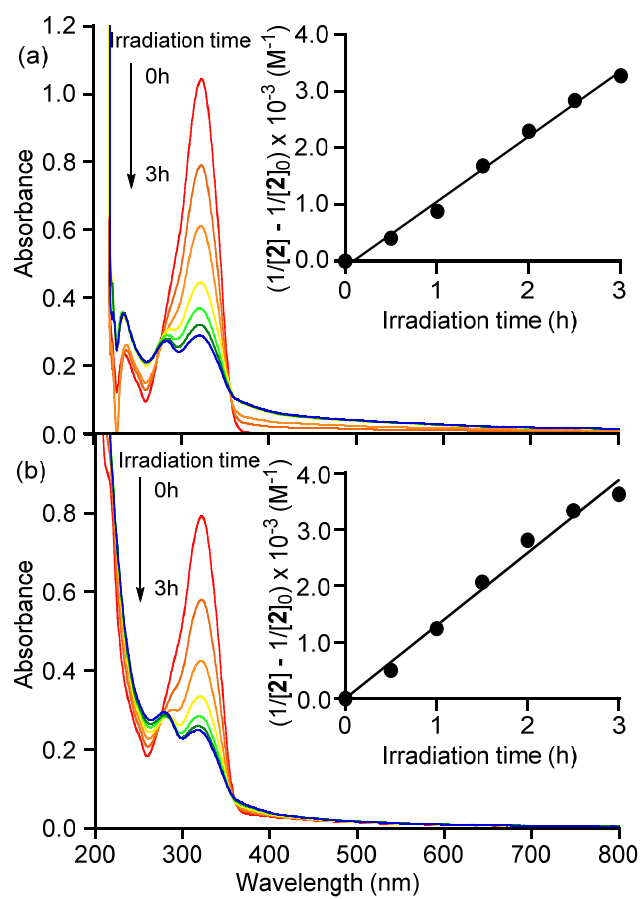 (a)
Irradiation time
0h
3h
Absorbance
1.2
1.0
0.8
0.6
0.4
0.2
0.0
(1/[2] - 1/[2]0) x 10-3 (M-1)
4.0
3.0
2.0
1.0
0.0
0 1 2 3
Irradiation time (h)
(b)
Irradiation time
0h
3h
Absorbance
0.8
0.6
0.4
0.2
0.0
(1/[2] - 1/[2]0) x 10-3 (M-1)
4.0
3.0
2.0
1.0
0.0
0 1 2 3
Irradiation time (h)
200 300 400 500 600 700 800
Wavelength (nm)